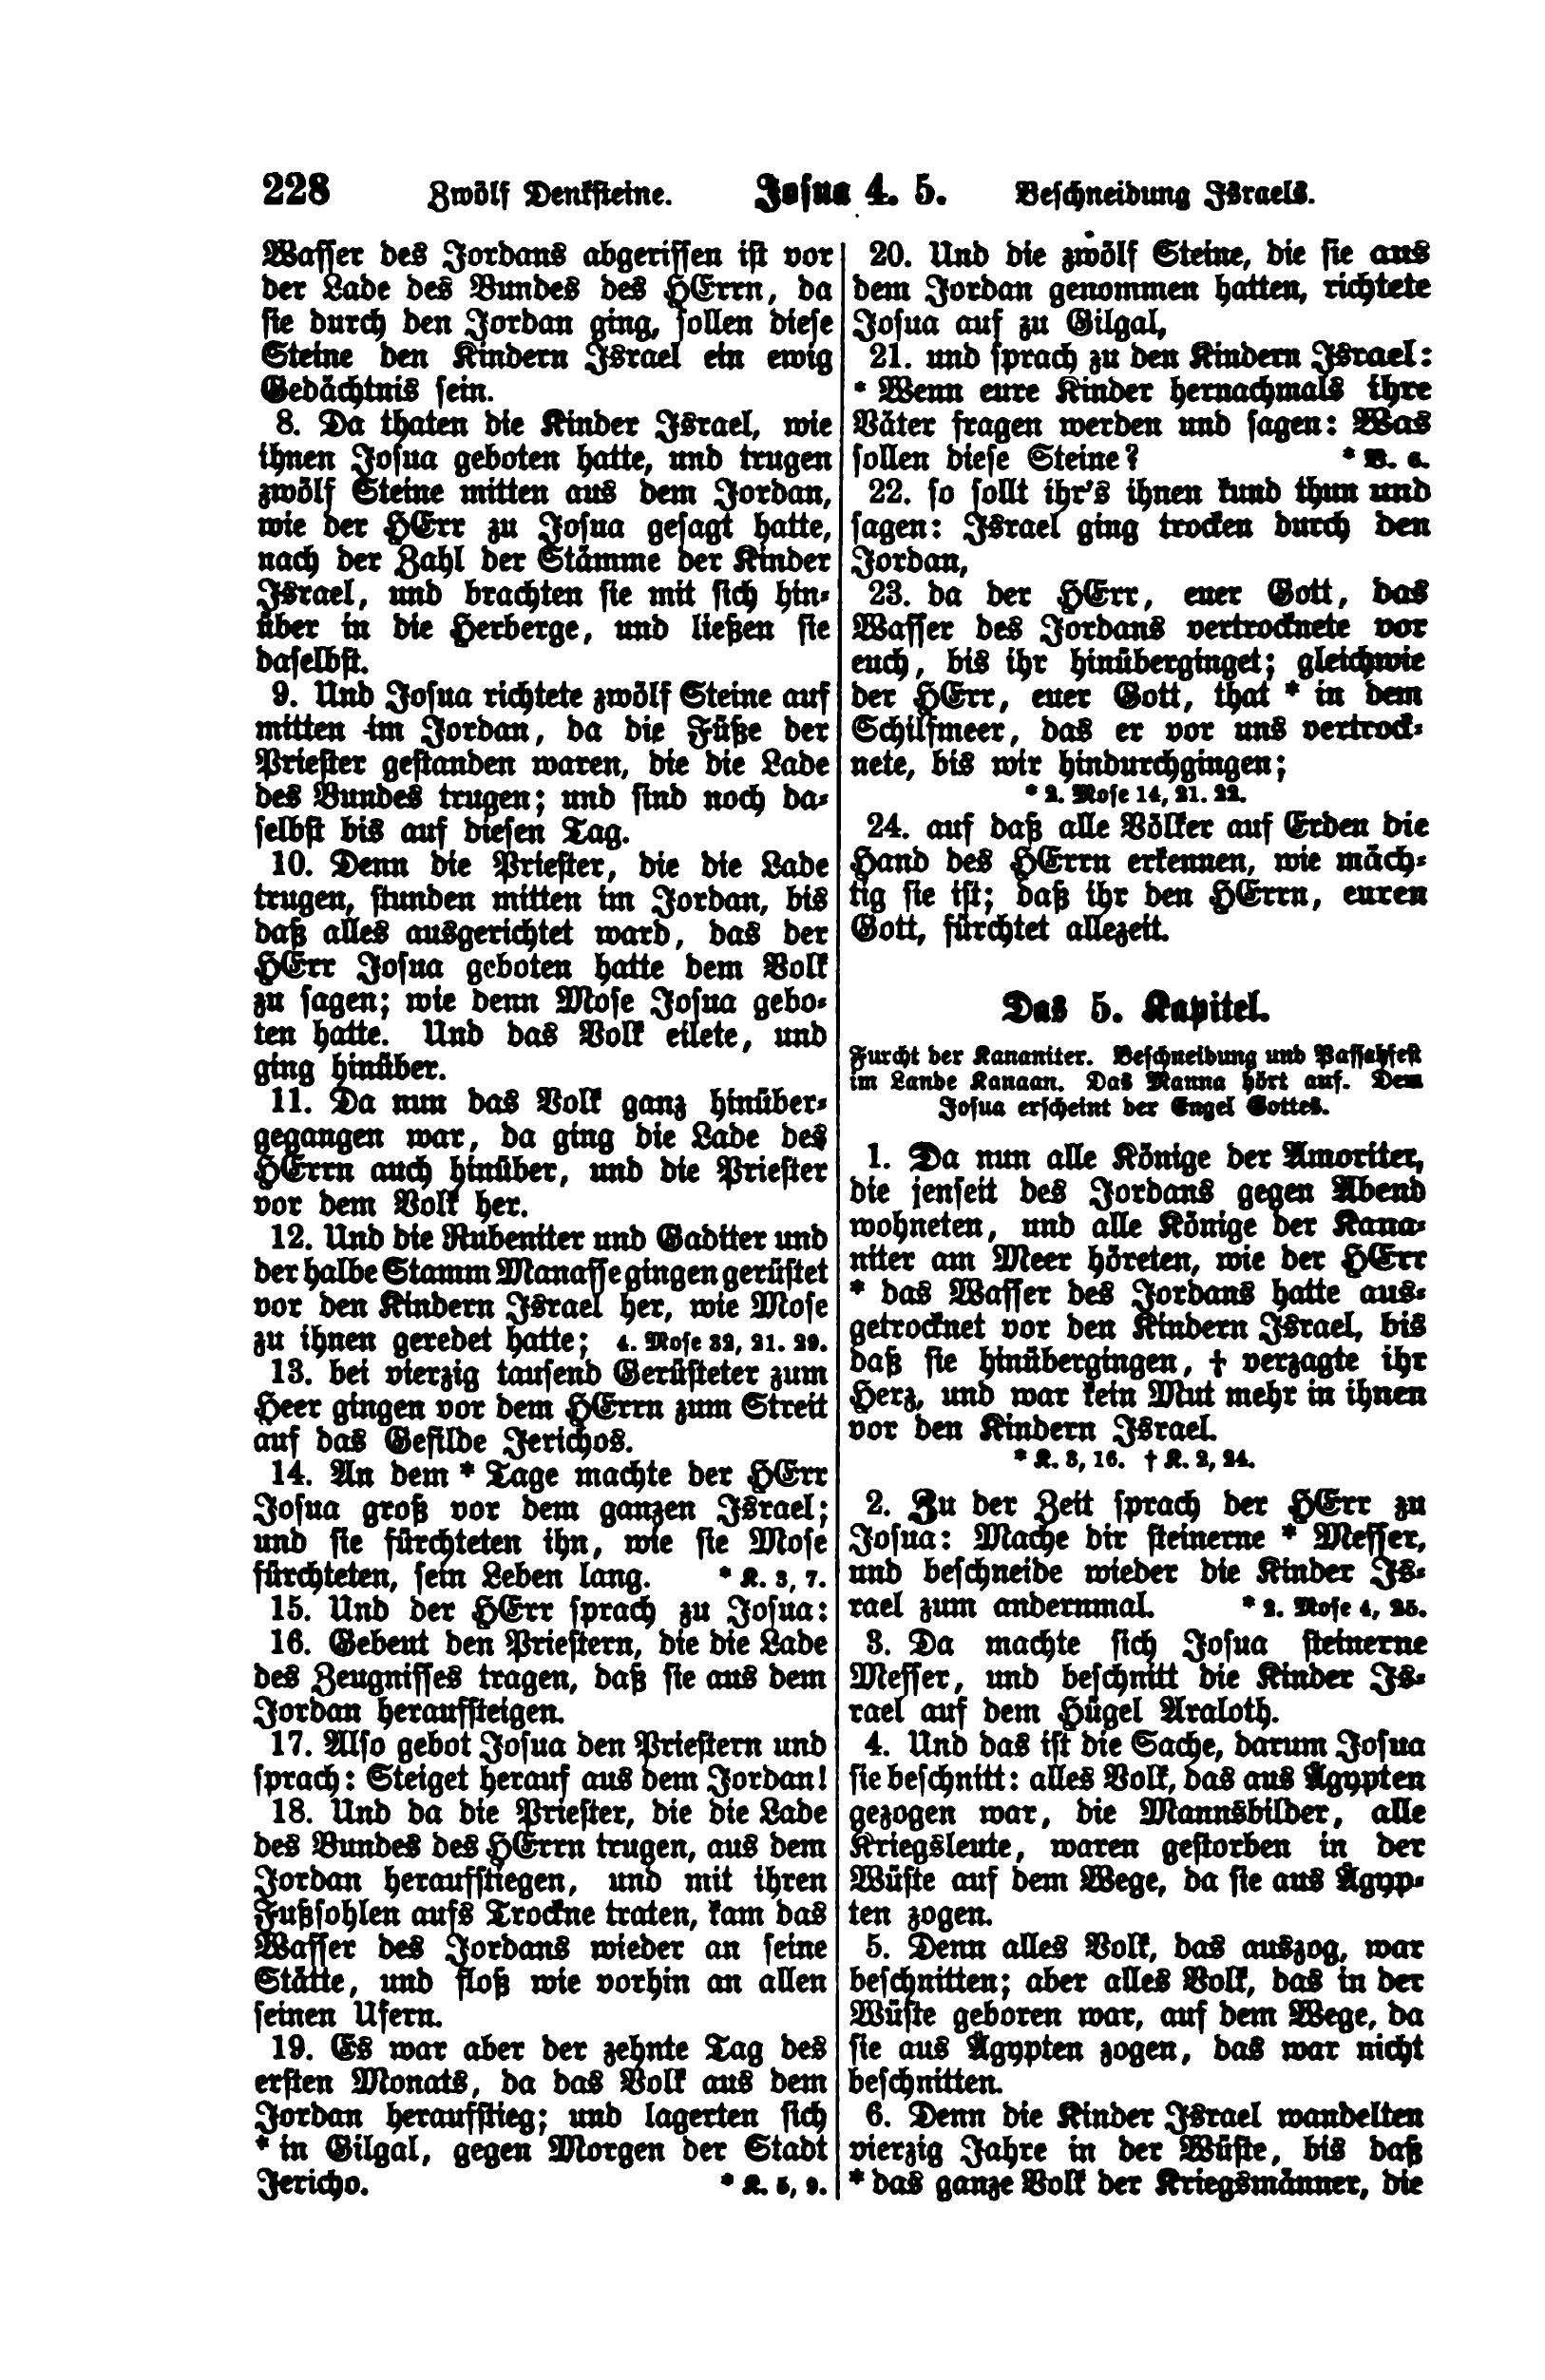 228 Zwölf Denksteine. Josua 4. 5. Beschneidung Israels.
Wasser des Jordans abgerissen ist vor
der Lade des Bundes des HErrn, da
sie durch den Jordan ging, sollen diese
Steine den Kindern Israel ein ewig
Gedächtnis sein.
8. Da thaten die Kinder Israel, wie
ihnen Josua geboten hatte, und trugen
zwölf Steine mitten aus dem Jordan,
wie der HErr zu Josua gesagt hatte,
nach der Zahl der Stämme der Kinder
Israel, und brachten sie mit sich hin-
über in die Herberge, und ließen sie
daselbst.
9. Und Josua richtete zwölf Steine auf
mitten im Jordan, da die Füße der
Priester gestanden waren, die die Lade
des Bundes trugen; und sind noch da-
selbst bis auf diesen Tag.
10. Denn die Priester, die die Lade
trugen, stunden mitten im Jordan, bis
daß alles ausgerichtet ward, das der
HErr Josua geboten hatte dem Volk
zu sagen; wie denn Mose Josua gebo-
ten hatte. Und das Volk eilete, und
ging hinüber.
11. Da nun das Volk ganz hinüber-
gegangen war, da ging die Lade des
HErrn auch hinüber, und die Priester
vor dem Volk her.
12. Und die Rubeniter und Gaditer und
der halbe Stamm Manasse gingen gerüstet
vor den Kindern Israel her, wie Mose
zu ihnen geredet hatte; 4. Mose 32, 21. 29.
13. bei vierzig tausend Gerüsteter zum
Heer gingen vor dem HErrn zum Streit
auf das Gefilde Jerichos.
14. An dem * Tage machte der HErr
Josua groß vor dem ganzen Israel;
und sie fürchteten ihn, wie sie Mose
fürchteten, sein Leben lang. * K. 3, 7.
15. Und der HErr sprach zu Josua:
16. Gebeut den Priestern, die die Lade
des Zeugnisses tragen, daß sie aus dem
Jordan heraufsteigen.
17. Also gebot Josua den Priestern und
sprach: Steiget herauf aus dem Jordan!
18. Und da die Priester, die die Lade
des Bundes des HErrn trugen, aus dem
Jordan heraufstiegen, und mit ihren
Fußsohlen aufs Trockne traten, kam das
Wasser des Jordans wieder an seine
Stätte, und floß wie vorhin an allen
seinen Ufern.
19. Es war aber der zehnte Tag des
ersten Monats, da das Volk aus dem
Jordan heraufstieg; und lagerten sich
* in Gilgal, gegen Morgen der Stadt
Jericho. * K. 5, 9.
20. Und die zwölf Steine, die sie aus
dem Jordan genommen hatten, richtete
Josua auf zu Gilgal,
21. und sprach zu den Kindern Israel:
* Wenn eure Kinder hernachmals ihre
Väter fragen werden und sagen: Was
sollen diese Steine? * V. 6.
22. so sollt ihr's ihnen kund thun und
sagen: Israel ging trocken durch den
Jordan,
23. da der HErr, euer Gott, das
Wasser des Jordans vertrocknete vor
euch, bis ihr hinüberginget; gleichwie
der HErr, euer Gott, that * in dem
Schilfmeer, das er vor uns vertrock-
nete, bis wir hindurchgingen;
* 2. Mose 14, 21. 22.
24. auf daß alle Völker auf Erden die
Hand des HErrn erkennen, wie mäch-
tig sie ist; daß ihr den HErrn, euren
Gott, fürchtet allezeit.
Das 5. Kapitel.
Furcht der Kananiter. Beschneidung und Passahfest
im Lande Kanaan. Das Manna hört auf. Dem
Josua erscheint der Engel Gottes.
1. Da nun alle Könige der Amoriter,
die jenseit des Jordans gegen Abend
wohneten, und alle Könige der Kana-
niter am Meer höreten, wie der HErr
* das Wasser des Jordans hatte aus-
getrocknet vor den Kindern Israel, bis
daß sie hinübergingen, † verzagte ihr
Herz, und war kein Mut mehr in ihnen
vor den Kindern Israel.
* K. 3, 16. † K. 2, 24.
2. Zu der Zeit sprach der HErr zu
Josua: Mache dir steinerne * Messer,
und beschneide wieder die Kinder Is-
rael zum andernmal. * 2. Mose 4, 25.
3. Da machte sich Josua steinerne
Messer, und beschnitt die Kinder Is-
rael auf dem Hügel Araloth.
4. Und das ist die Sache, darum Josua
sie beschnitt: alles Volk, das aus Ägypten
gezogen war, die Mannsbilder, alle
Kriegsleute, waren gestorben in der
Wüste auf dem Wege, da sie aus Ägyp-
ten zogen.
5. Denn alles Volk, das auszog, war
beschnitten; aber alles Volk, das in der
Wüste geboren war, auf dem Wege, da
sie aus Ägypten zogen, das war nicht
beschnitten.
6. Denn die Kinder Israel wandelten
vierzig Jahre in der Wüste, bis daß
* das ganze Volk der Kriegsmänner, die